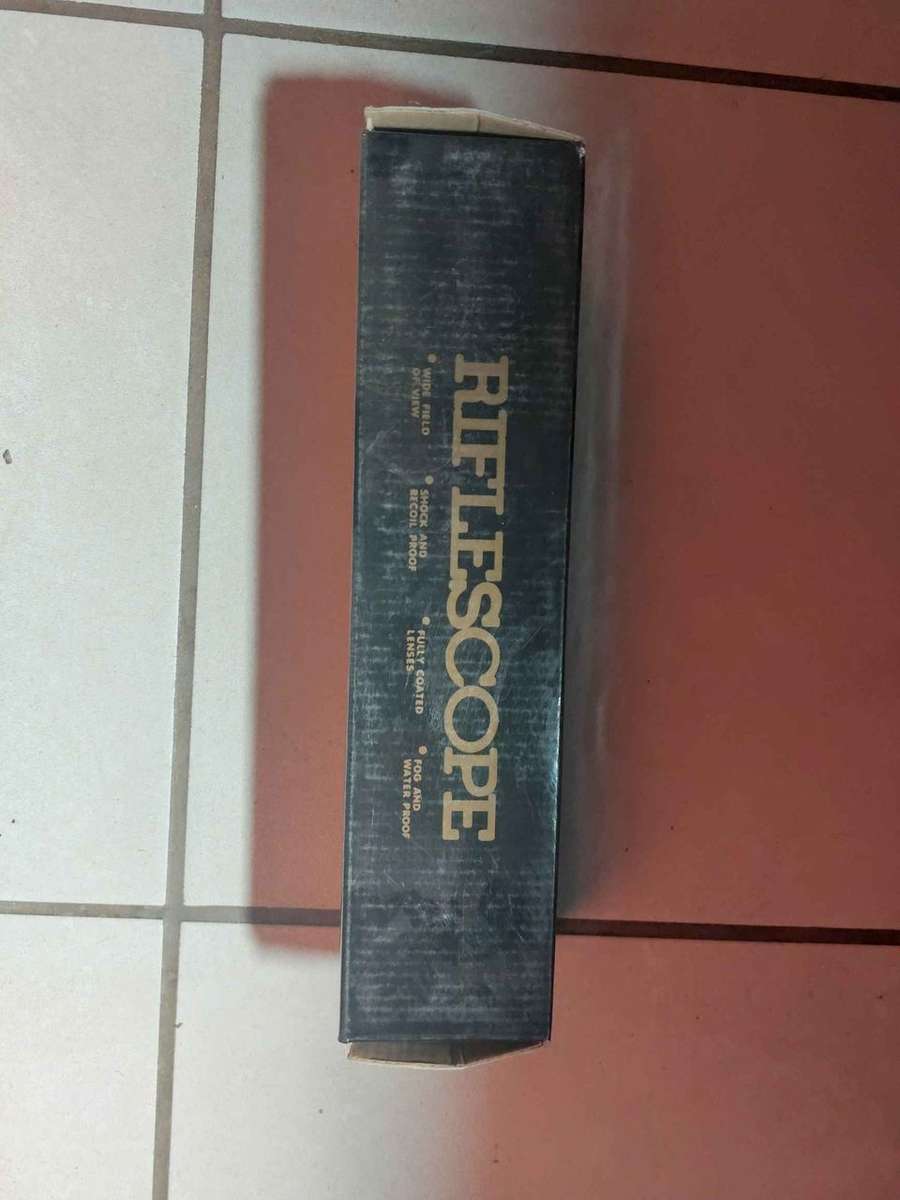 RIFLESCOPE
• WIDE FIELD
OF VIEW
• SHOCK AND
RECOIL PROOF
• FULLY COATED
LENSES
• FOG AND
WATER PROOF